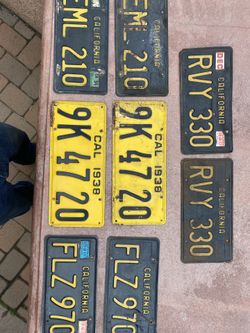 CALIFORNIA
EML 210
CALIFORNIA
EML 210
CAL 1938
9K 47 20
CAL 1938
9K 47 20
CALIFORNIA
FLZ 970
CALIFORNIA
FLZ 970
DEC
CALIFORNIA
RVY 330
CALIFORNIA
RVY 330